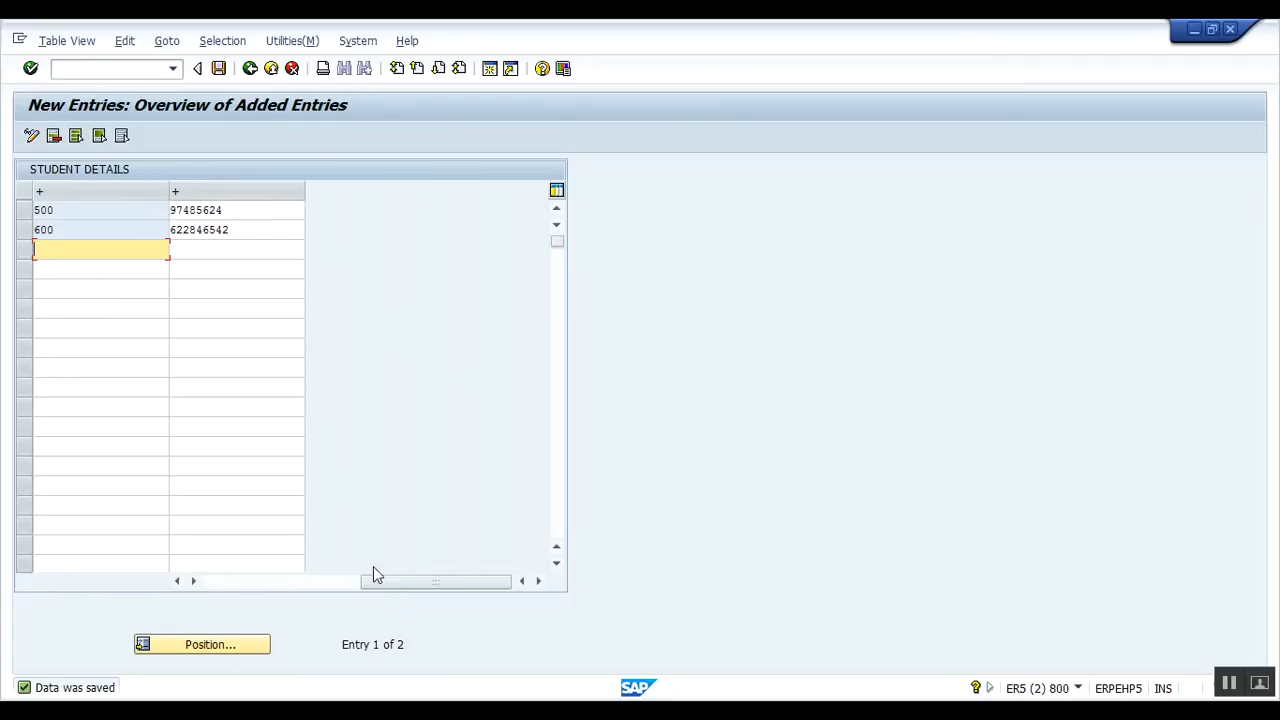 Table View Edit Goto Selection Utilities(M) System Help
New Entries: Overview of Added Entries
STUDENT DETAILS
+ +
500 97485624
600 622846542
Position... Entry 1 of 2
Data was saved SAP ER5 (2) 800 ERPEHP5 INS